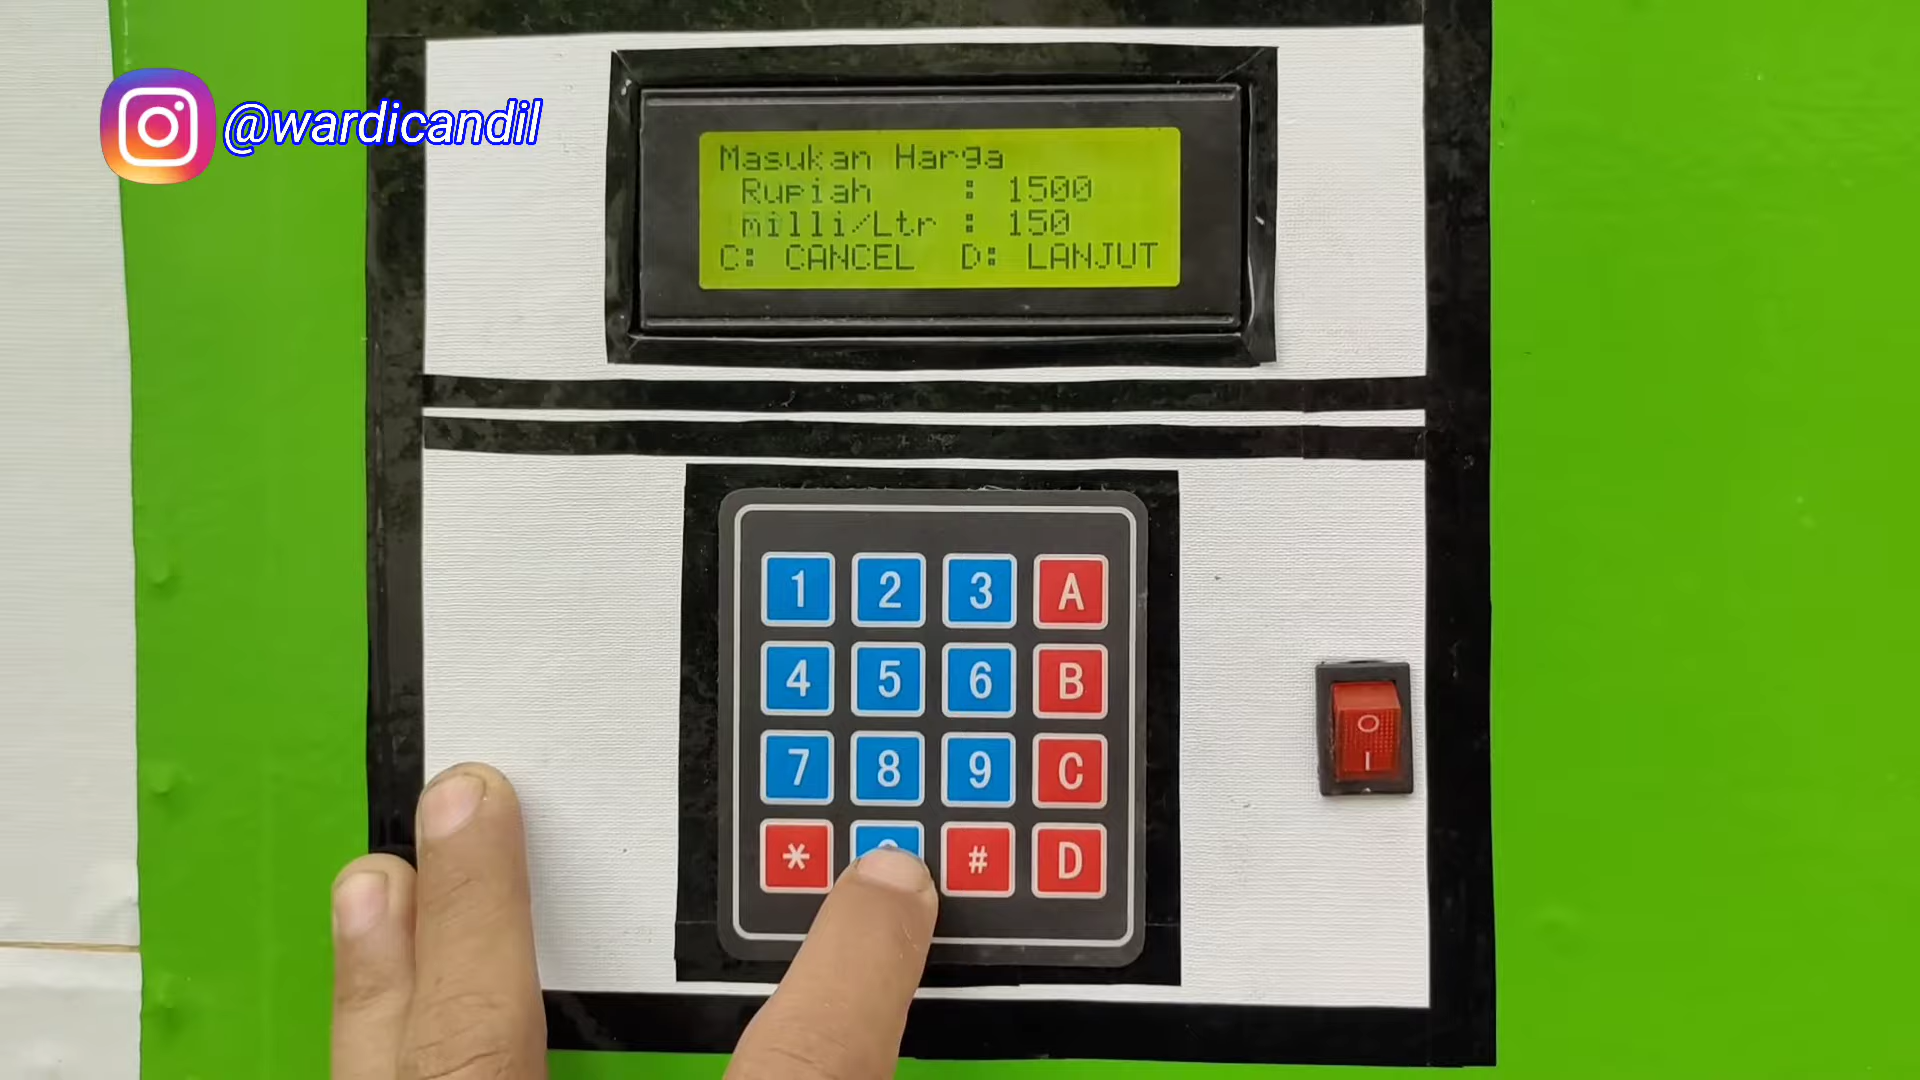 @wardicandil
Masukan Harga
Rupiah : 1500
milli/Ltr : 150
C: CANCEL D: LANJUT
1 2 3 A
4 5 6 B
7 8 9 C
* # D
O
I